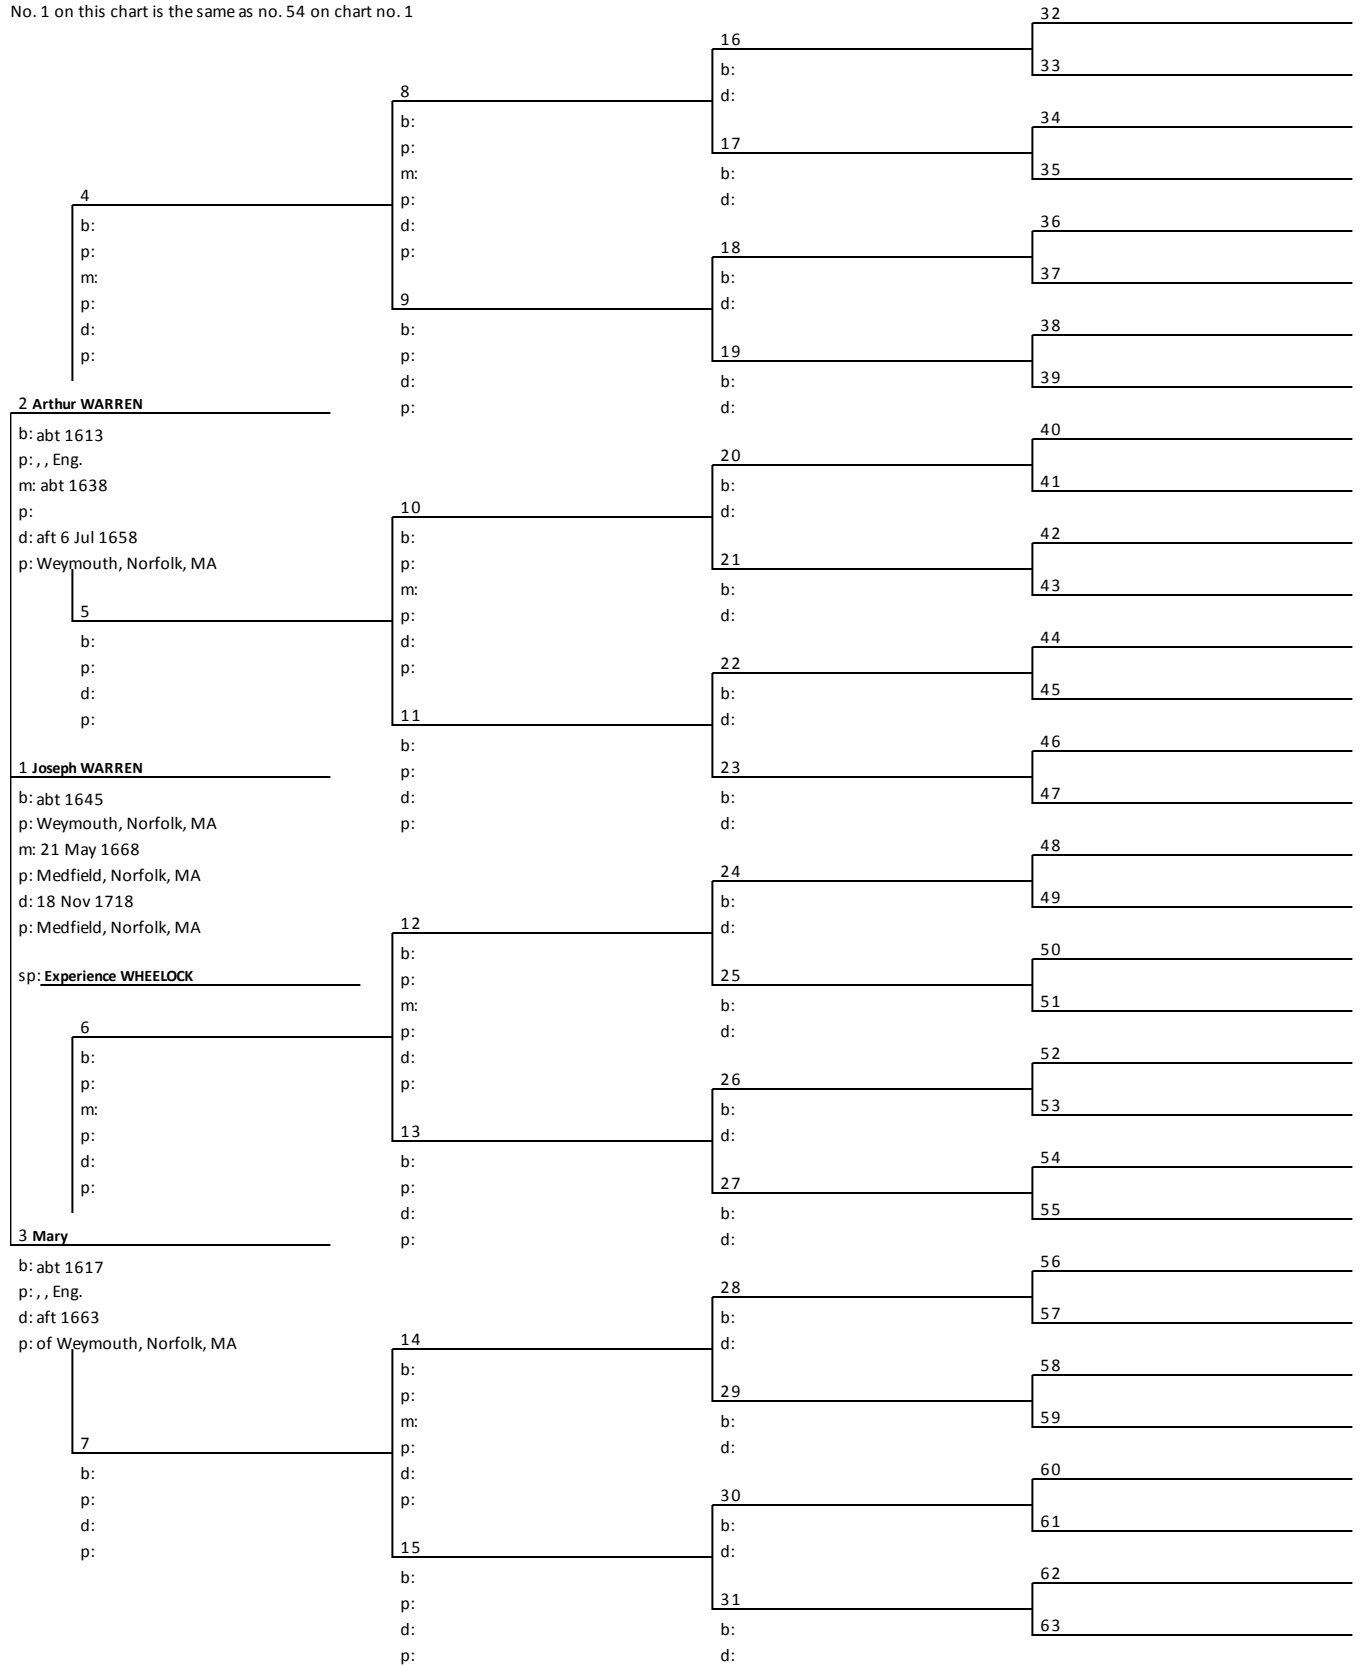 No. 1 on this chart is the same as no. 54 on chart no. 1
4
b:
p:
m:
p:
d:
p:
2 Arthur WARREN
b: abt 1613
p: , , Eng.
m: abt 1638
p:
d: aft 6 Jul 1658
p: Weymouth, Norfolk, MA
5
b:
p:
d:
p:
1 Joseph WARREN
b: abt 1645
p: Weymouth, Norfolk, MA
m: 21 May 1668
p: Medfield, Norfolk, MA
d: 18 Nov 1718
p: Medfield, Norfolk, MA
sp: Experience WHEELOCK
6
b:
p:
m:
p:
d:
p:
3 Mary
b: abt 1617
p: , , Eng.
d: aft 1663
p: of Weymouth, Norfolk, MA
7
b:
p:
d:
p:
8
b:
p:
m:
p:
d:
p:
9
b:
p:
d:
p:
10
b:
p:
m:
p:
d:
p:
11
b:
p:
d:
p:
12
b:
p:
m:
p:
d:
p:
13
b:
p:
d:
p:
14
b:
p:
m:
p:
d:
p:
15
b:
p:
d:
p:
16
b:
d:
17
b:
d:
18
b:
d:
19
b:
d:
20
b:
d:
21
b:
d:
22
b:
d:
23
b:
d:
24
b:
d:
25
b:
d:
26
b:
d:
27
b:
d:
28
b:
d:
29
b:
d:
30
b:
d:
31
b:
d:
32
33
34
35
36
37
38
39
40
41
42
43
44
45
46
47
48
49
50
51
52
53
54
55
56
57
58
59
60
61
62
63